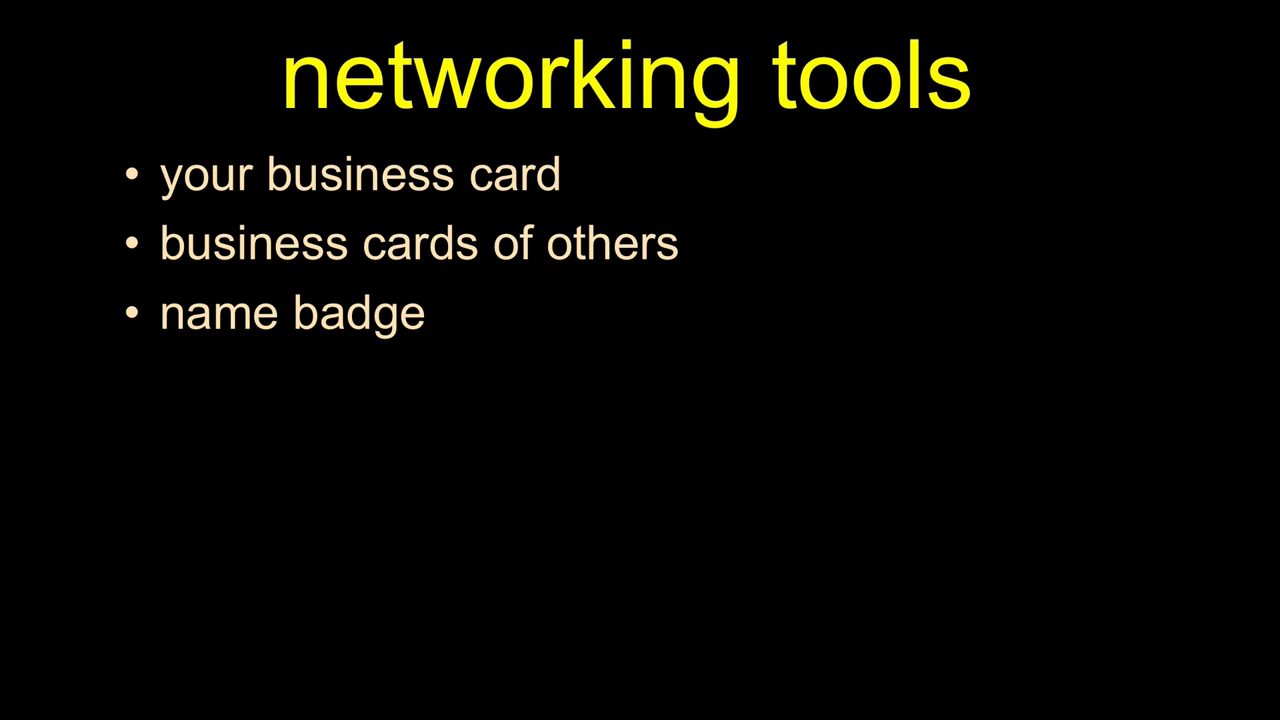 networking tools
• your business card
• business cards of others
• name badge